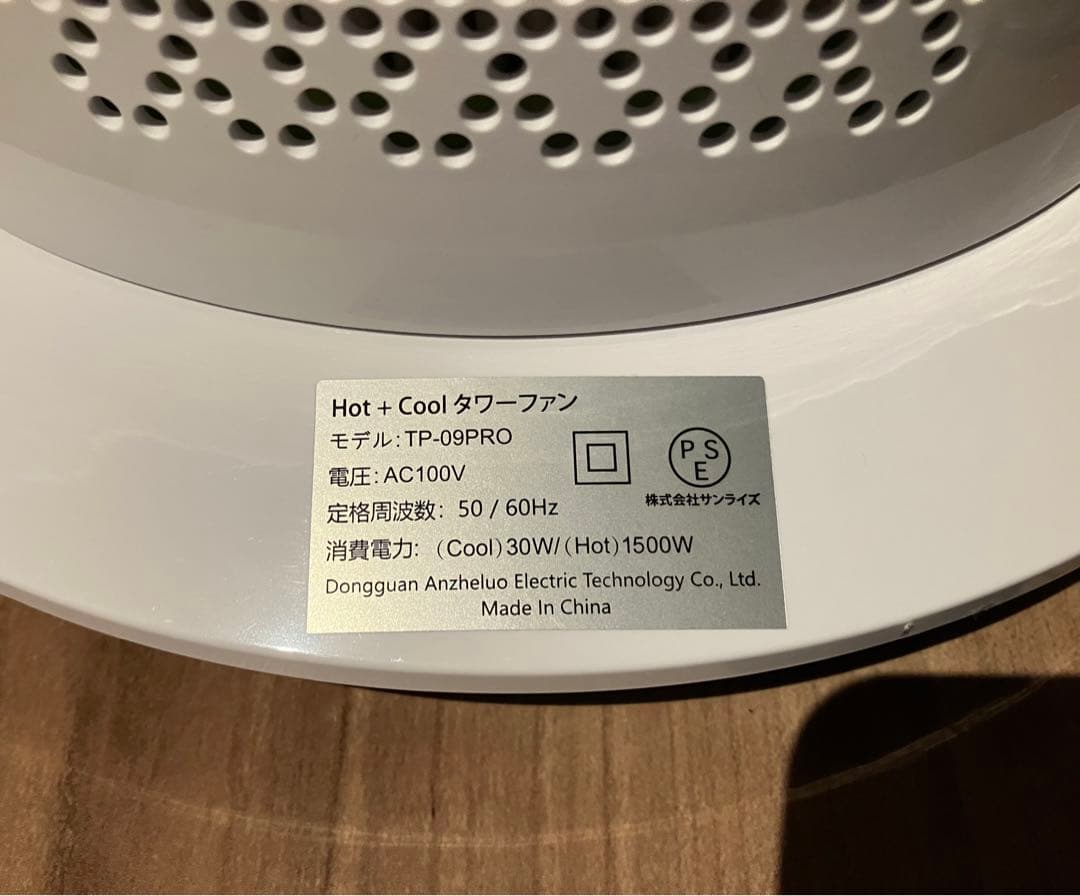 Hot + Cool タワーファン
モデル: TP-09PRO
電圧: AC100V
定格周波数: 50 / 60Hz
PSE
株式会社サンライズ
消費電力: (Cool) 30W/ (Hot) 1500W
Dongguan Anzheluo Electric Technology Co., Ltd.
Made In China